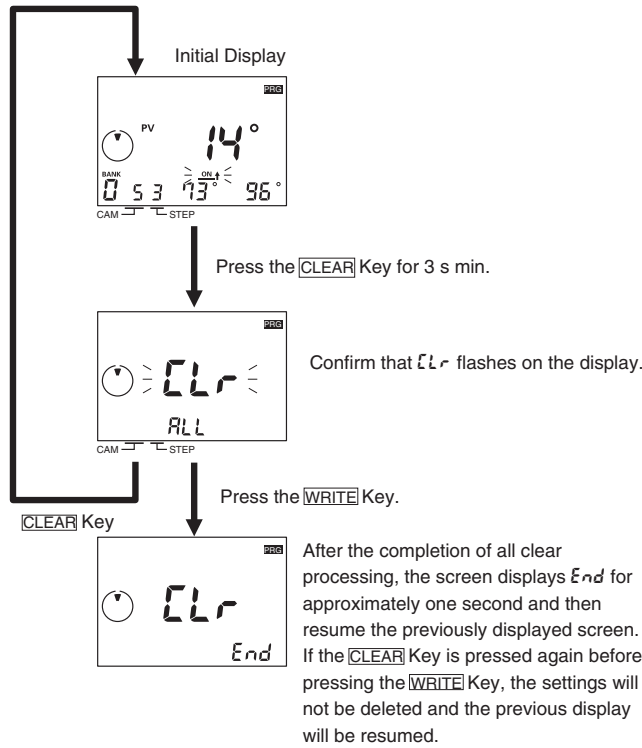 Initial Display
PRG
PV
14°
BANK
ON
0 53 73° 96°
CAM STEP
Press the CLEAR Key for 3 s min.
PRG
CLr
Confirm that CLr flashes on the display.
ALL
CAM STEP
Press the WRITE Key.
CLEAR Key
PRG
CLr
End
After the completion of all clear
processing, the screen displays End for
approximately one second and then
resume the previously displayed screen.
If the CLEAR Key is pressed again before
pressing the WRITE Key, the settings will
not be deleted and the previous display
will be resumed.